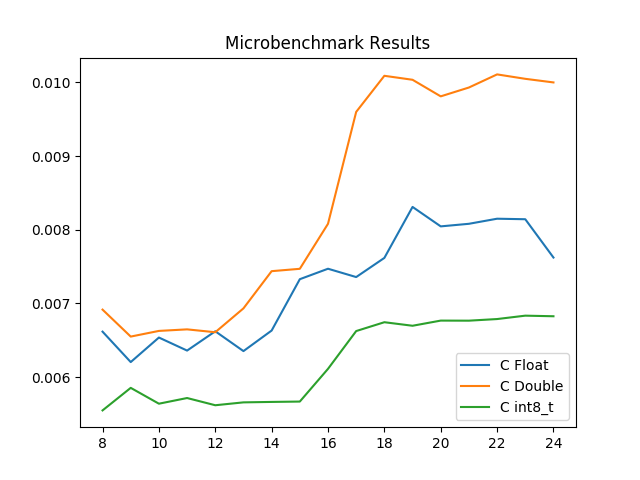 Microbenchmark Results
0.010
0.009
0.008
0.007
0.006
8 10 12 14 16 18 20 22 24
C Float
C Double
C int8_t